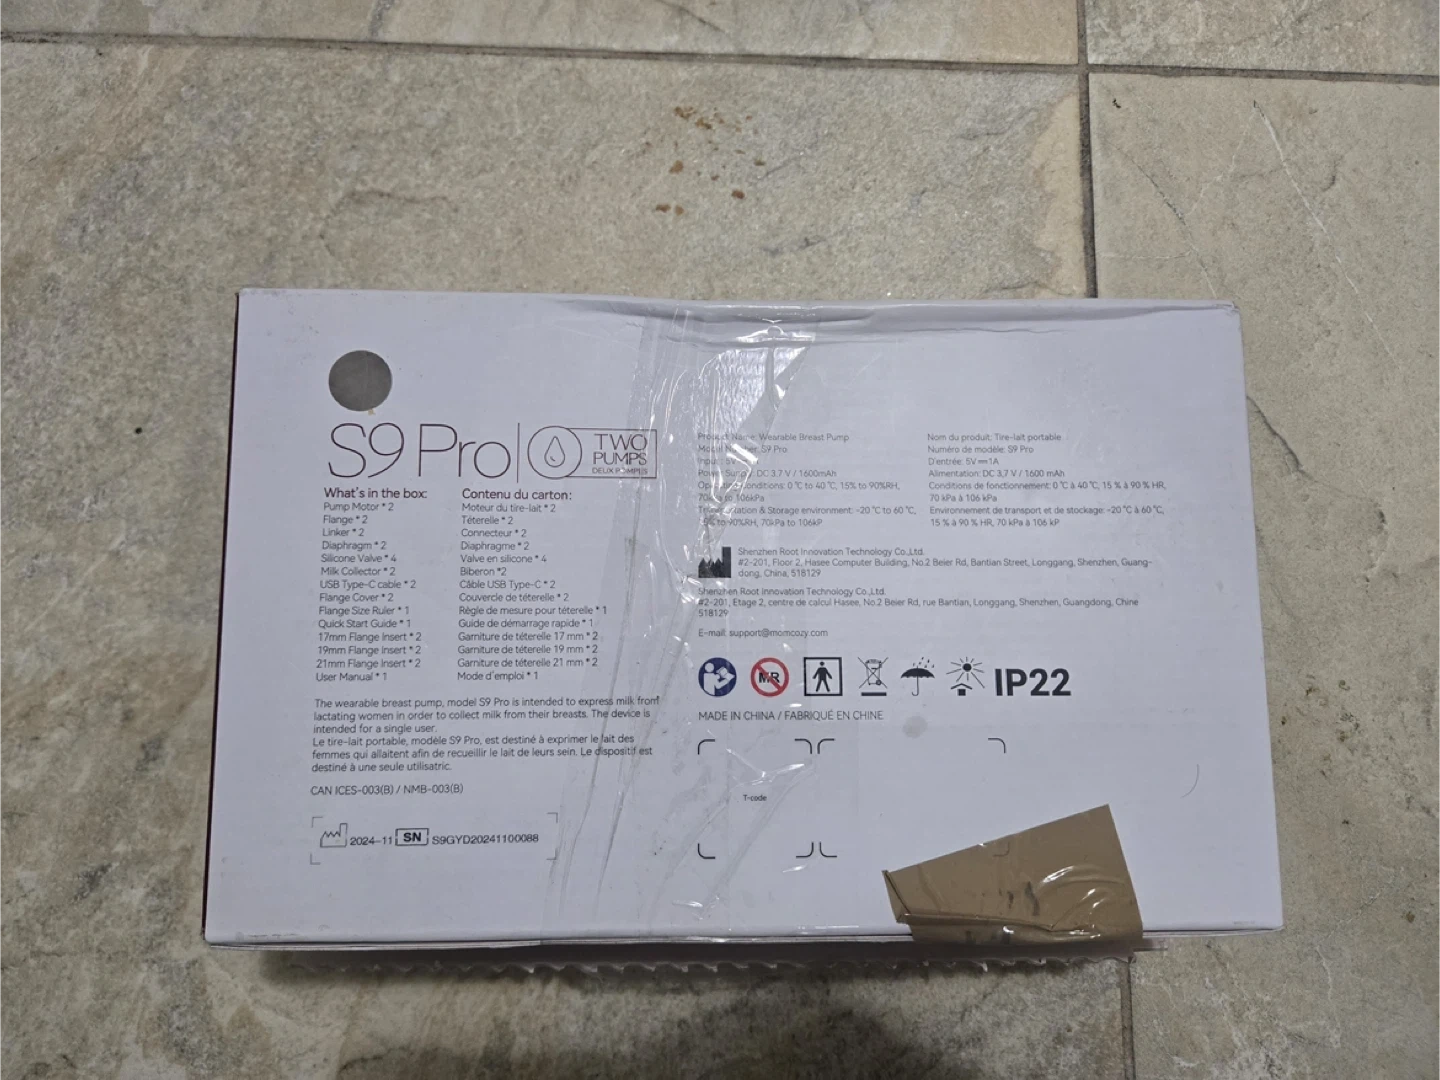 S9 Pro
TWO
PUMPS
DEUX POMPES
What's in the box:
Pump Motor * 2
Flange * 2
Linker * 2
Diaphragm * 2
Silicone Valve * 4
Milk Collector * 2
USB Type-C cable * 2
Flange Cover * 2
Flange Size Ruler * 1
Quick Start Guide * 1
17mm Flange Insert * 2
19mm Flange Insert * 2
21mm Flange Insert * 2
User Manual * 1
Contenu du carton:
Moteur du tire-lait * 2
Téterelle * 2
Connecteur * 2
Diaphragme * 2
Valve en silicone * 4
Biberon *2
Câble USB Type-C * 2
Couvercle de téterelle * 2
Règle de mesure pour téterelle * 1
Guide de démarrage rapide * 1
Garniture de téterelle 17 mm * 2
Garniture de téterelle 19 mm * 2
Garniture de téterelle 21 mm * 2
Mode d'emploi * 1
The wearable breast pump, model S9 Pro is intended to express milk from
lactating women in order to collect milk from their breasts. The device is
intended for a single user.
Le tire-lait portable, modèle S9 Pro, est destiné à exprimer le lait des
femmes qui allaitent afin de recueillir le lait de leurs sein. Le dispositif est
destiné à une seule utilisatric.
CAN ICES-003(B) / NMB-003(B)
2024-11 SN S9GYD20241100088
Product Name: Wearable Breast Pump
Model S9 Pro
Input: 5V
Power Supply: DC 3.7 V / 1600mAh
conditions: 0 °C to 40 °C, 15% to 90%RH,
to 106kPa
& Storage environment: -20 °C to 60 °C,
to 90%RH, 70kPa to 106kP
Nom du produit: Tire-lait portable
Numéro de modèle: S9 Pro
D'entrée: 5V⎓1A
Alimentation: DC 3,7 V / 1600 mAh
Conditions de fonctionnement: 0 °C à 40 °C, 15 % à 90 % HR,
70 kPa à 106 kPa
Environnement de transport et de stockage: -20 °C à 60 °C,
15 % à 90 % HR, 70 kPa à 106 kP
Shenzhen Root Innovation Technology Co.,Ltd.
#2-201, Floor 2, Hasee Computer Building, No.2 Beier Rd, Bantian Street, Longgang, Shenzhen, Guang-
dong, China, 518129
Shenzhen Root Innovation Technology Co.,Ltd.
#2-201, Etage 2, centre de calcul Hasee, No.2 Beier Rd, rue Bantian, Longgang, Shenzhen, Guangdong, Chine
518129
E-mail: support@momcozy.com
MR
IP22
MADE IN CHINA / FABRIQUÉ EN CHINE
T-code